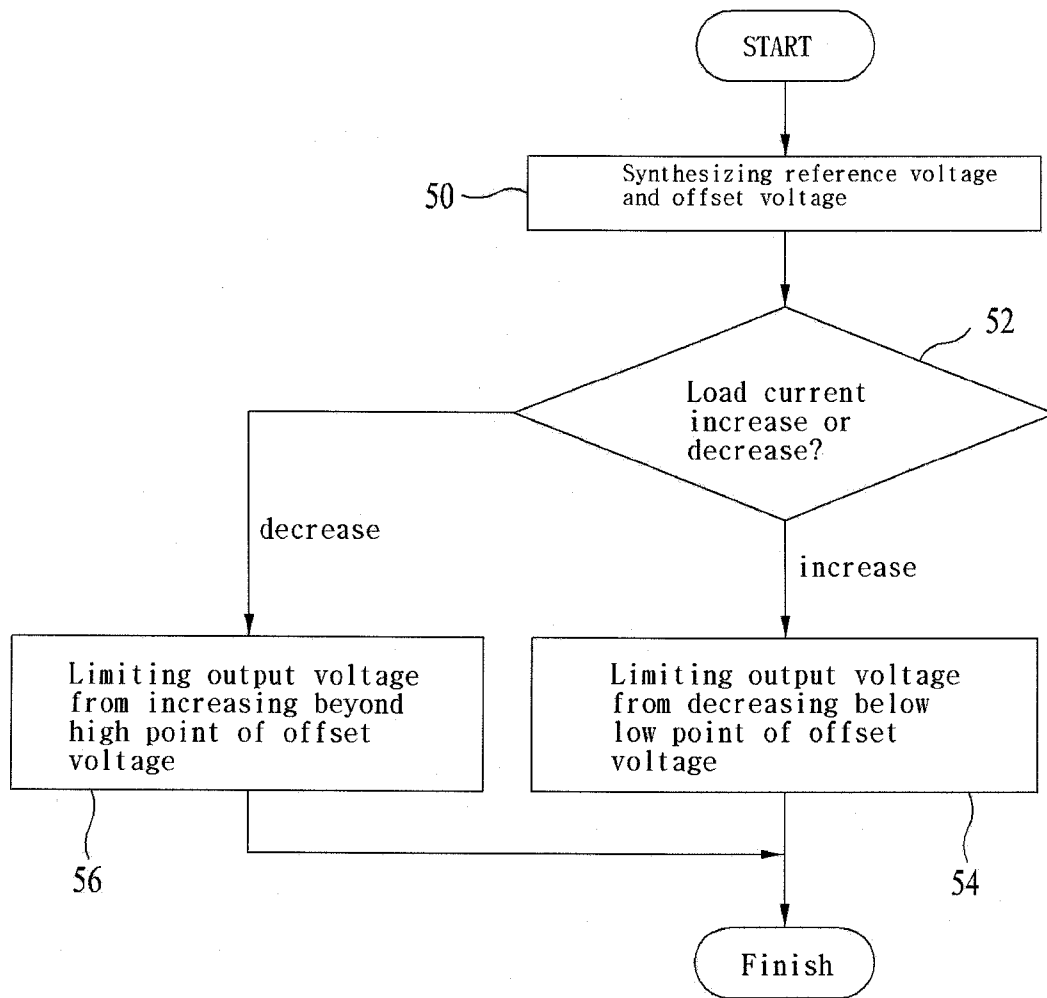 START
50
Synthesizing reference voltage
and offset voltage
52
Load current
increase or
decrease?
decrease
increase
Limiting output voltage
from increasing beyond
high point of offset
voltage
Limiting output voltage
from decreasing below
low point of offset
voltage
56
54
Finish